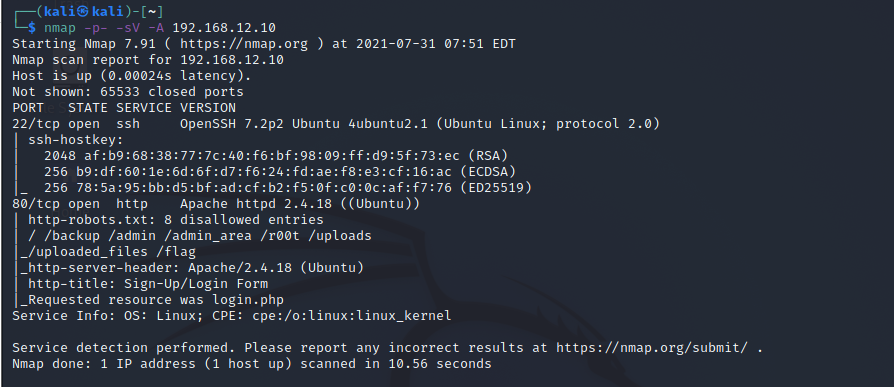 ┌──(kali㉿kali)-[~]
└─$ nmap -p- -sV -A 192.168.12.10
Starting Nmap 7.91 ( https://nmap.org ) at 2021-07-31 07:51 EDT
Nmap scan report for 192.168.12.10
Host is up (0.00024s latency).
Not shown: 65533 closed ports
PORT   STATE SERVICE VERSION
22/tcp open  ssh     OpenSSH 7.2p2 Ubuntu 4ubuntu2.1 (Ubuntu Linux; protocol 2.0)
| ssh-hostkey:
|   2048 af:b9:68:38:77:7c:40:f6:bf:98:09:ff:d9:5f:73:ec (RSA)
|   256 b9:df:60:1e:6d:6f:d7:f6:24:fd:ae:f8:e3:cf:16:ac (ECDSA)
|_  256 78:5a:95:bb:d5:bf:ad:cf:b2:f5:0f:c0:0c:af:f7:76 (ED25519)
80/tcp open  http    Apache httpd 2.4.18 ((Ubuntu))
| http-robots.txt: 8 disallowed entries
| / /backup /admin /admin_area /r00t /uploads
|_/uploaded_files /flag
|_http-server-header: Apache/2.4.18 (Ubuntu)
| http-title: Sign-Up/Login Form
|_Requested resource was login.php
Service Info: OS: Linux; CPE: cpe:/o:linux:linux_kernel

Service detection performed. Please report any incorrect results at https://nmap.org/submit/ .
Nmap done: 1 IP address (1 host up) scanned in 10.56 seconds